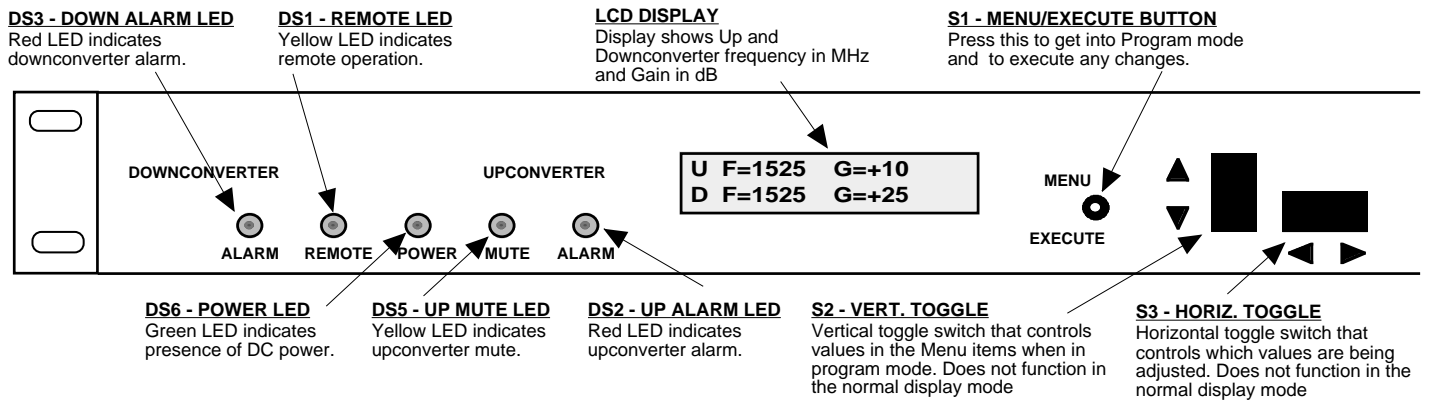 DS3 - DOWN ALARM LED
Red LED indicates
downconverter alarm.
DS1 - REMOTE LED
Yellow LED indicates
remote operation.
LCD DISPLAY
Display shows Up and
Downconverter frequency in MHz
and Gain in dB
S1 - MENU/EXECUTE BUTTON
Press this to get into Program mode
and to execute any changes.
DOWNCONVERTER
UPCONVERTER
U F=1525 G=+10
D F=1525 G=+25
MENU
EXECUTE
ALARM
REMOTE
POWER
MUTE
ALARM
DS6 - POWER LED
Green LED indicates
presence of DC power.
DS5 - UP MUTE LED
Yellow LED indicates
upconverter mute.
DS2 - UP ALARM LED
Red LED indicates
upconverter alarm.
S2 - VERT. TOGGLE
Vertical toggle switch that controls
values in the Menu items when in
program mode. Does not function in
the normal display mode
S3 - HORIZ. TOGGLE
Horizontal toggle switch that
controls which values are being
adjusted. Does not function in the
normal display mode